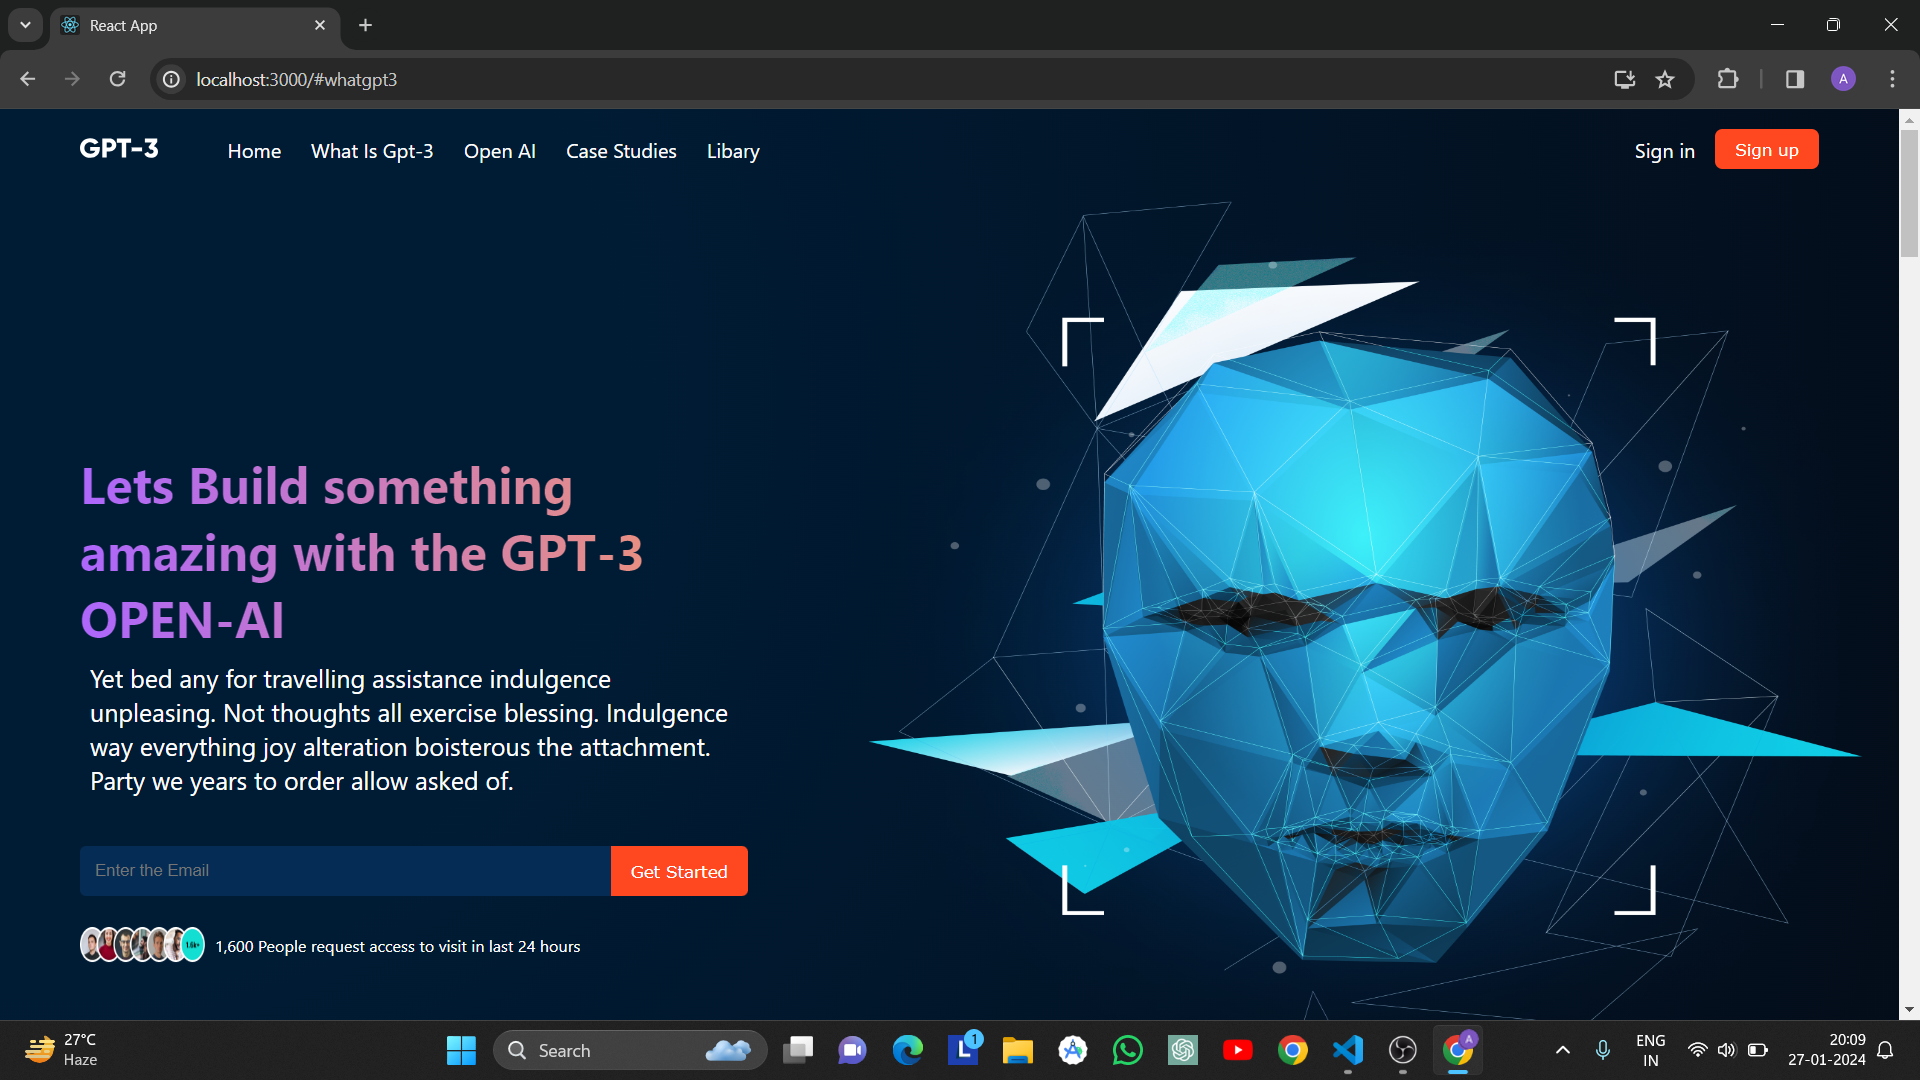 React App
localhost:3000/#whatgpt3
A
GPT-3
Home
What Is Gpt-3
Open AI
Case Studies
Libary
Sign in
Sign up
Lets Build something
amazing with the GPT-3
OPEN-AI
Yet bed any for travelling assistance indulgence
unpleasing. Not thoughts all exercise blessing. Indulgence
way everything joy alteration boisterous the attachment.
Party we years to order allow asked of.
Enter the Email
Get Started
1.6k+
1,600 People request access to visit in last 24 hours
27°C
Haze
Search
L
1
A
ENG
IN
20:09
27-01-2024